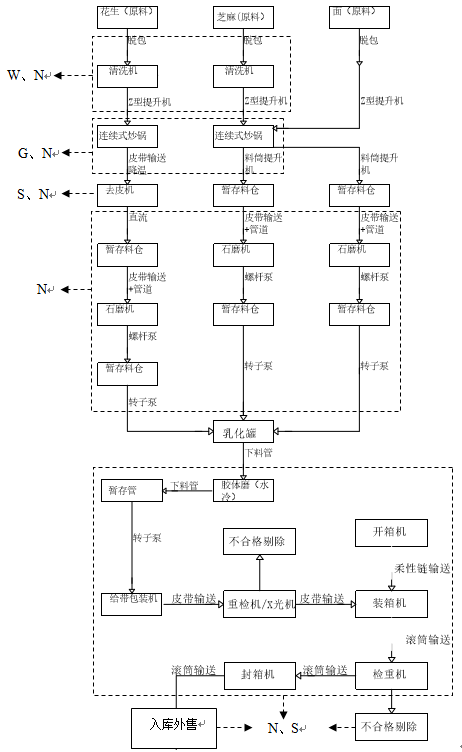 花生（原料）
芝麻(原料）
面（原料）
脱包
脱包
脱包
W、N
清洗机
清洗机
Z型提升机
Z型提升机
Z型提升机
连续式炒锅
连续式炒锅
G、N
皮带输送
降温
料筒提升
机
料筒提升
机
S、N
去皮机
暂存料仓
暂存料仓
直流
皮带输送
+管道
皮带输送
+管道
暂存料仓
石磨机
石磨机
N
皮带输送
+管道
螺杆泵
螺杆泵
石磨机
暂存料仓
暂存料仓
螺杆泵
暂存料仓
转子泵
转子泵
转子泵
乳化罐
下料管
暂存管
下料管
胶体磨（水
冷）
转子泵
不合格剔除
开箱机
柔性链输送
给带包装机
皮带输送
重检机/X光机
皮带输送
装箱机
滚筒输送
滚筒输送
封箱机
滚筒输送
检重机
入库外售
N、S
不合格剔除